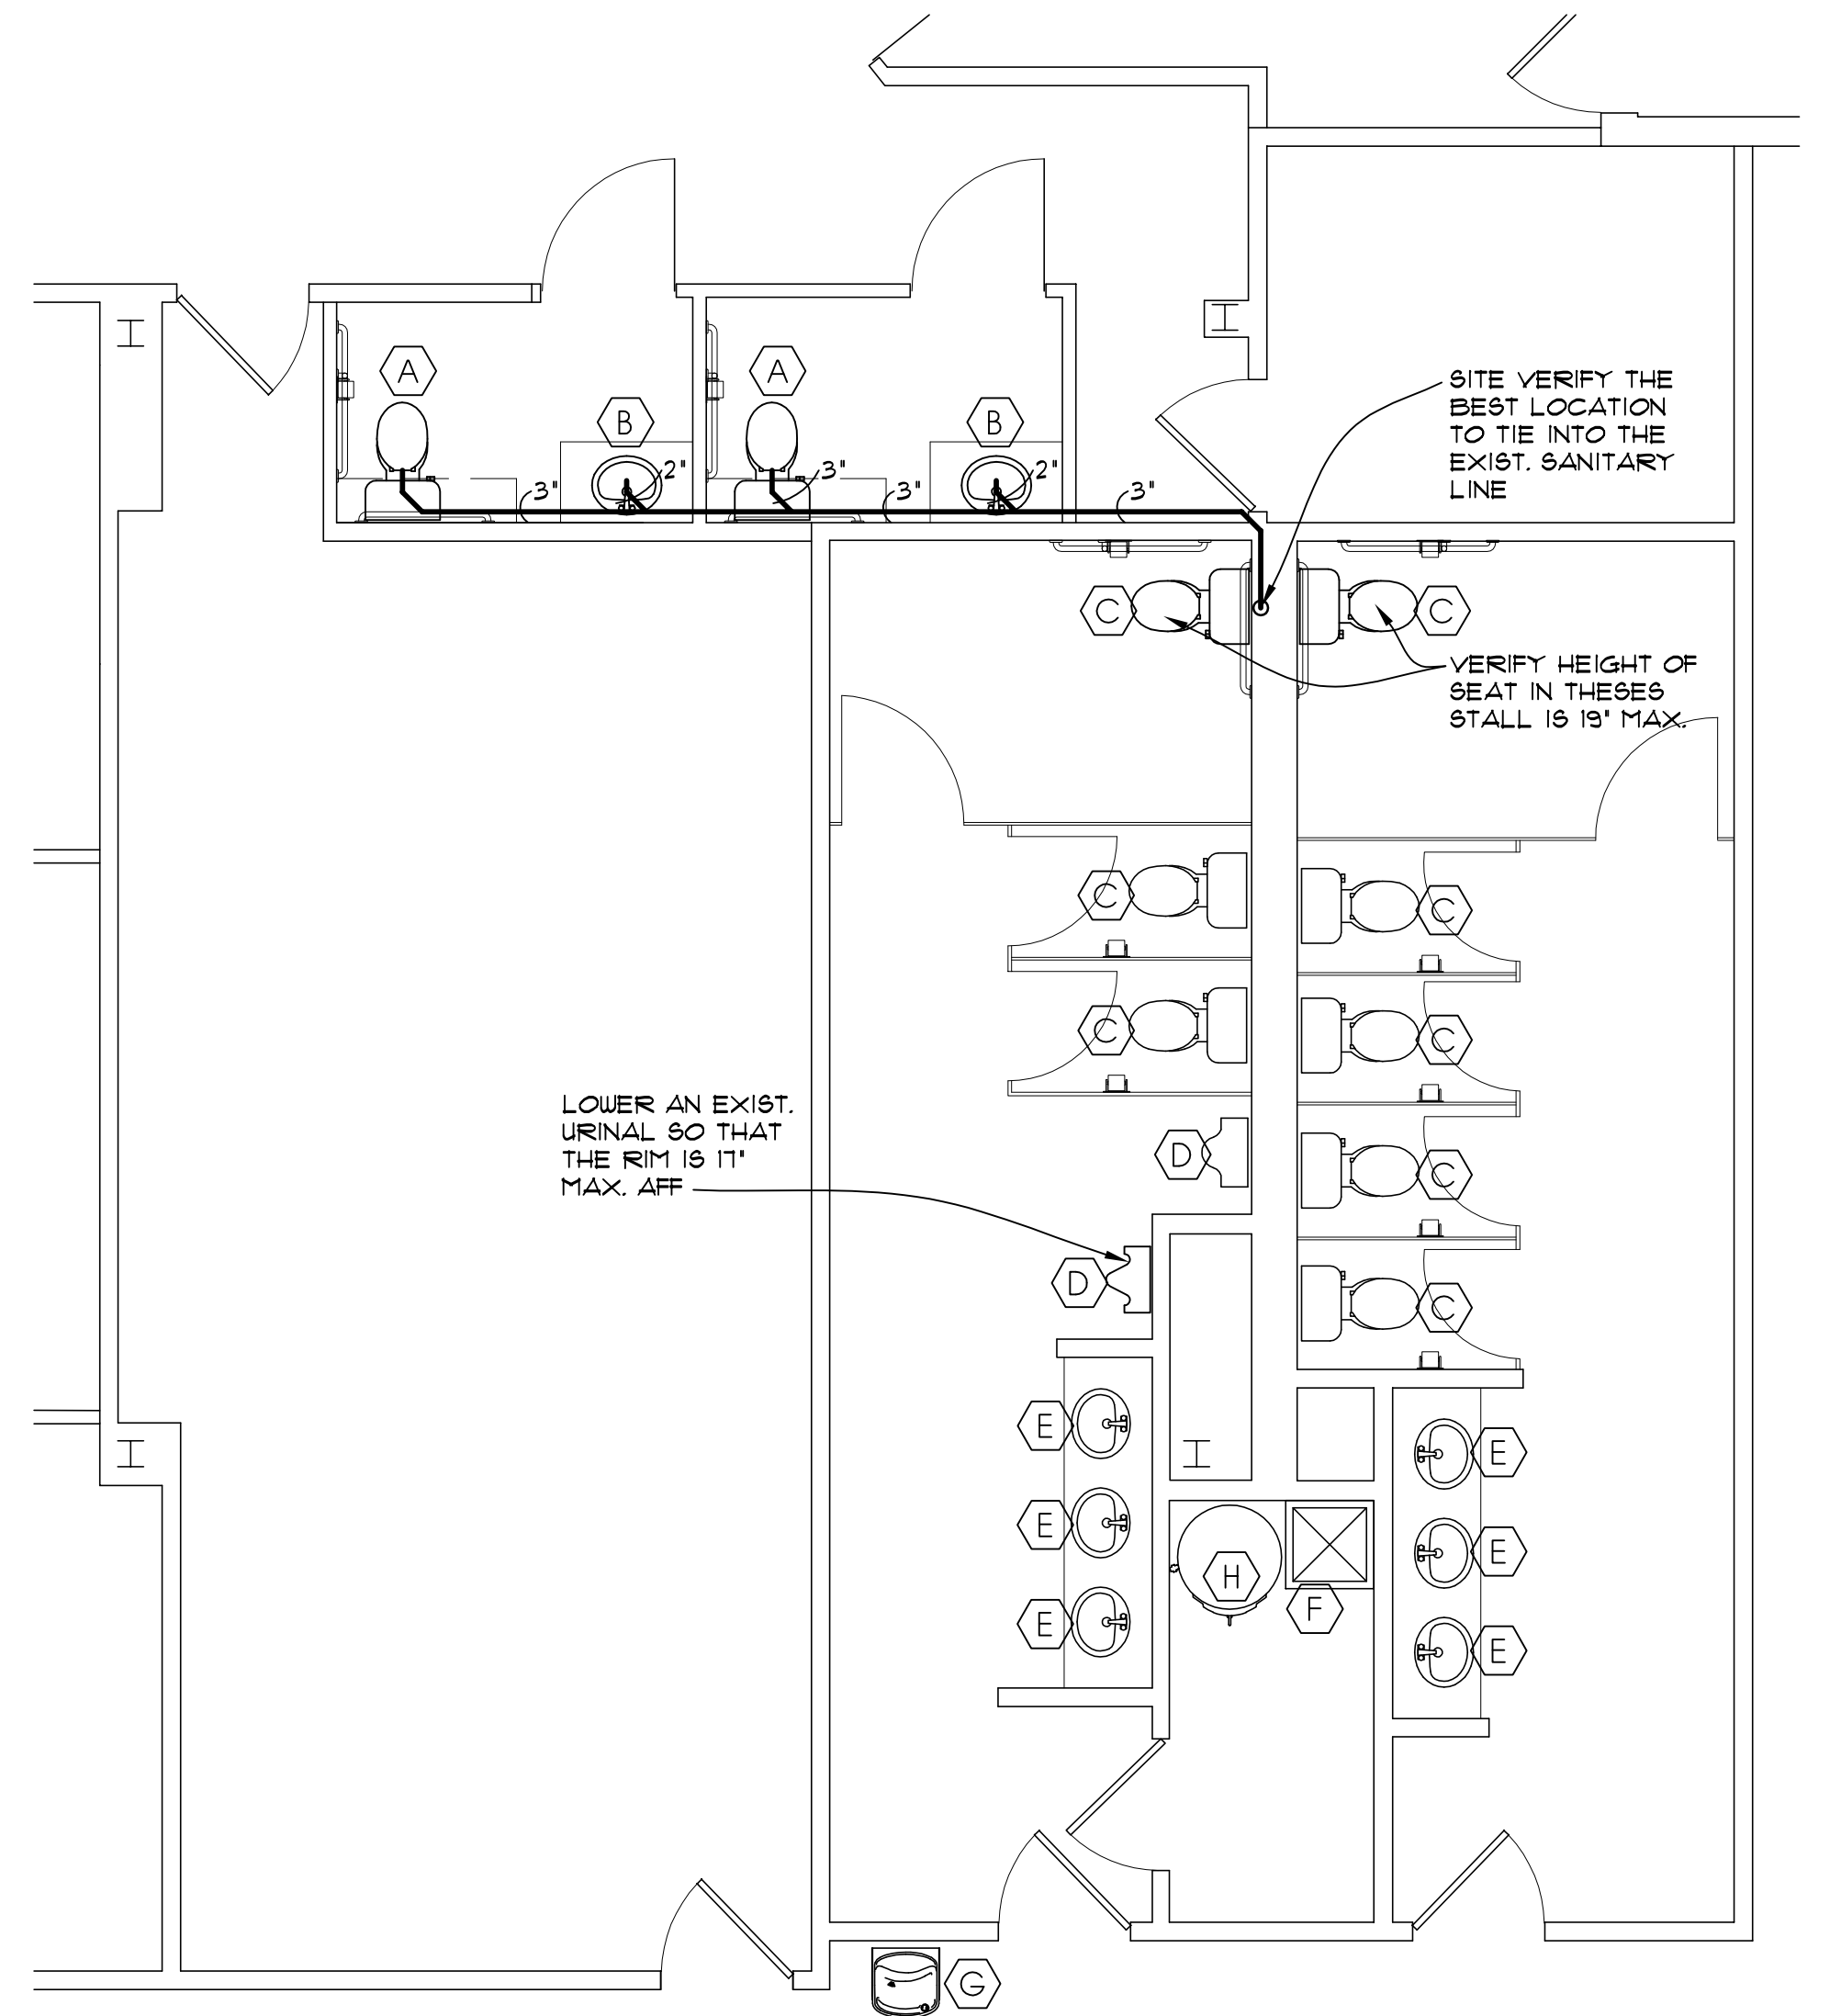 A
A
B
B
2"
3"
2"
3"
3"
3"
SITE VERIFY THE
BEST LOCATION
TO TIE INTO THE
EXIST. SANITARY
LINE
C
C
VERIFY HEIGHT OF
SEAT IN THESES
STALL IS 19" MAX.
C
C
C
C
LOWER AN EXIST.
URINAL SO THAT
THE RIM IS 17"
MAX. AFF
D
C
D
C
E
E
E
E
H
F
E
E
G